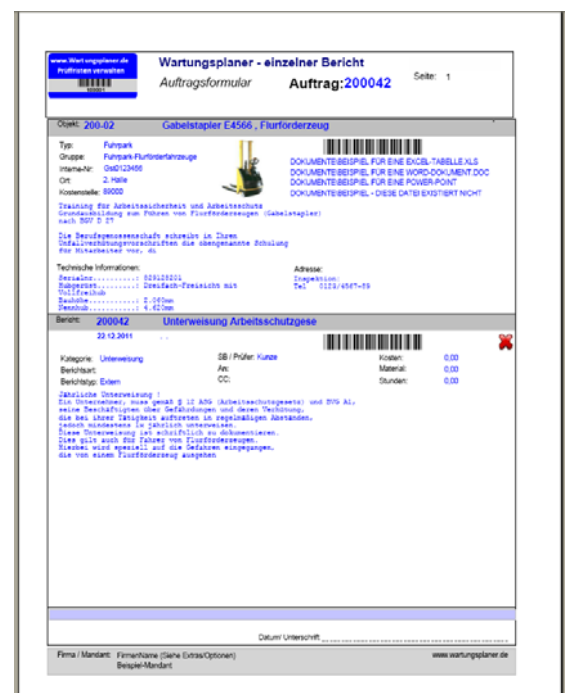 www.Wartungsplaner.de
Prüffristen verwalten
Wartungsplaner - einzelner Bericht
Auftragsformular Auftrag:200042 Seite: 1
Objekt: 200-02 Gabelstapler E4566 , Flurförderzeug
Typ: Fuhrpark
Gruppe: Fuhrpark-Flurförderfahrzeuge
Interne-Nr: Gst0123456
Ort: 2. Halle
Kostenstelle: 89000
DOKUMENTE\BEISPIEL FÜR EINE EXCEL-TABELLE.XLS
DOKUMENTE\BEISPIEL FÜR EINE WORD-DOKUMENT.DOC
DOKUMENTE\BEISPIEL FÜR EINE POWER-POINT
DOKUMENTE\BEISPIEL - DIESE DATEI EXISTIERT NICHT
Training für Arbeitssicherheit und Arbeitsschutz
Grundausbildung zum Führen von Flurförderzeugen (Gabelstapler)
nach BGV D 27
Die Berufsgenossenschaft schreibt in Ihren
Unfallverhütungsvorschriften die obengenannte Schulung
für Mitarbeiter vor, di
Technische Informationen: Adresse:
Serialnr..........: 829128201
Hubgerüst.........: Dreifach-Freisicht mit
Vollfreihub
Bauhöhe...........: 2.060mm
Nennhub...........: 4.620mm
Inspektion:
Tel 0123/4567-89
Bericht: 200042 Unterweisung Arbeitsschutzgese
22.12.2011 . .
Kategorie: Unterweisung SB / Prüfer: Kunze Kosten: 0,00
Berichtsart: An: Material: 0,00
Berichtstyp: Extern CC: Stunden: 0,00
Jährliche Unterweisung !
Ein Unternehmer, muss gemäß § 12 ASG (Arbeitsschutzgesetz) und BVG A1,
seine Beschäftigten über Gefährdungen und deren Verhütung,
die bei ihrer Tätigkeit auftreten in regelmäßigen Abständen,
jedoch mindestens 1x jährlich unterweisen.
Diese Unterweisung ist schriftlich zu dokumentieren.
Dies gilt auch für Fahrer von Flurförderzeugen.
Hierbei wird speziell auf die Gefahren eingegangen,
die von einem Flurförderzeug ausgehen
Datum/ Unterschrift:
Firma / Mandant: FirmenName (Siehe Extras/Optionen) www.wartungsplaner.de
Beispiel-Mandant